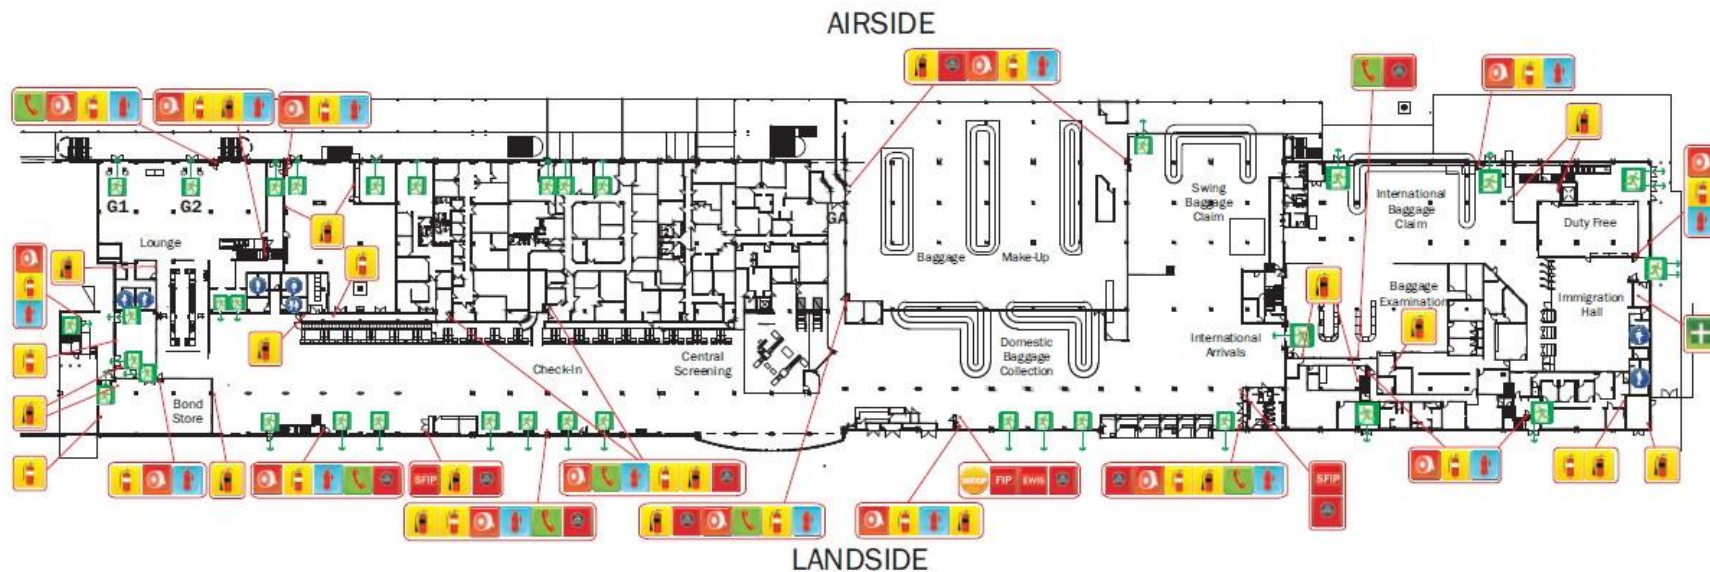 AIRSIDE
G1
G2
Lounge
GA
Swing
Baggage
Claim
International
Baggage
Claim
Duty Free
Baggage
Make-Up
Baggage
Examination
Immigration
Hall
International
Arrivals
Domestic
Baggage
Collection
Central
Screening
Check-In
Bond
Store
SFIP
FIP
EWIS
SFIP
LANDSIDE